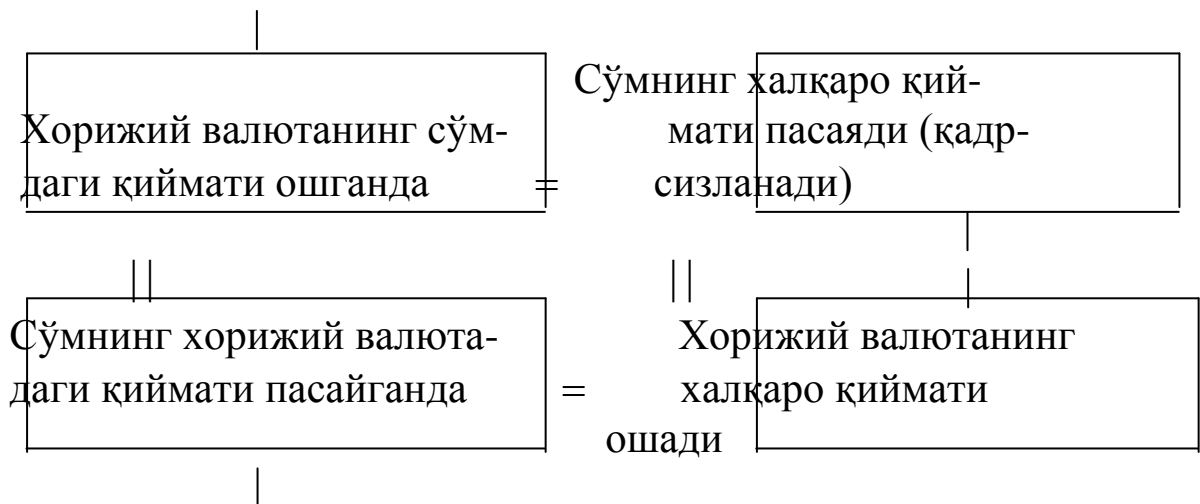 Сўмнинг халқаро қий-
Хорижий валютанинг сўм- мати пасаяди (қадр-
даги қиймати ошганда = сизланади)
|| ||
Сўмнинг хорижий валюта- Хорижий валютанинг
даги қиймати пасайганда = халқаро қиймати
ошади